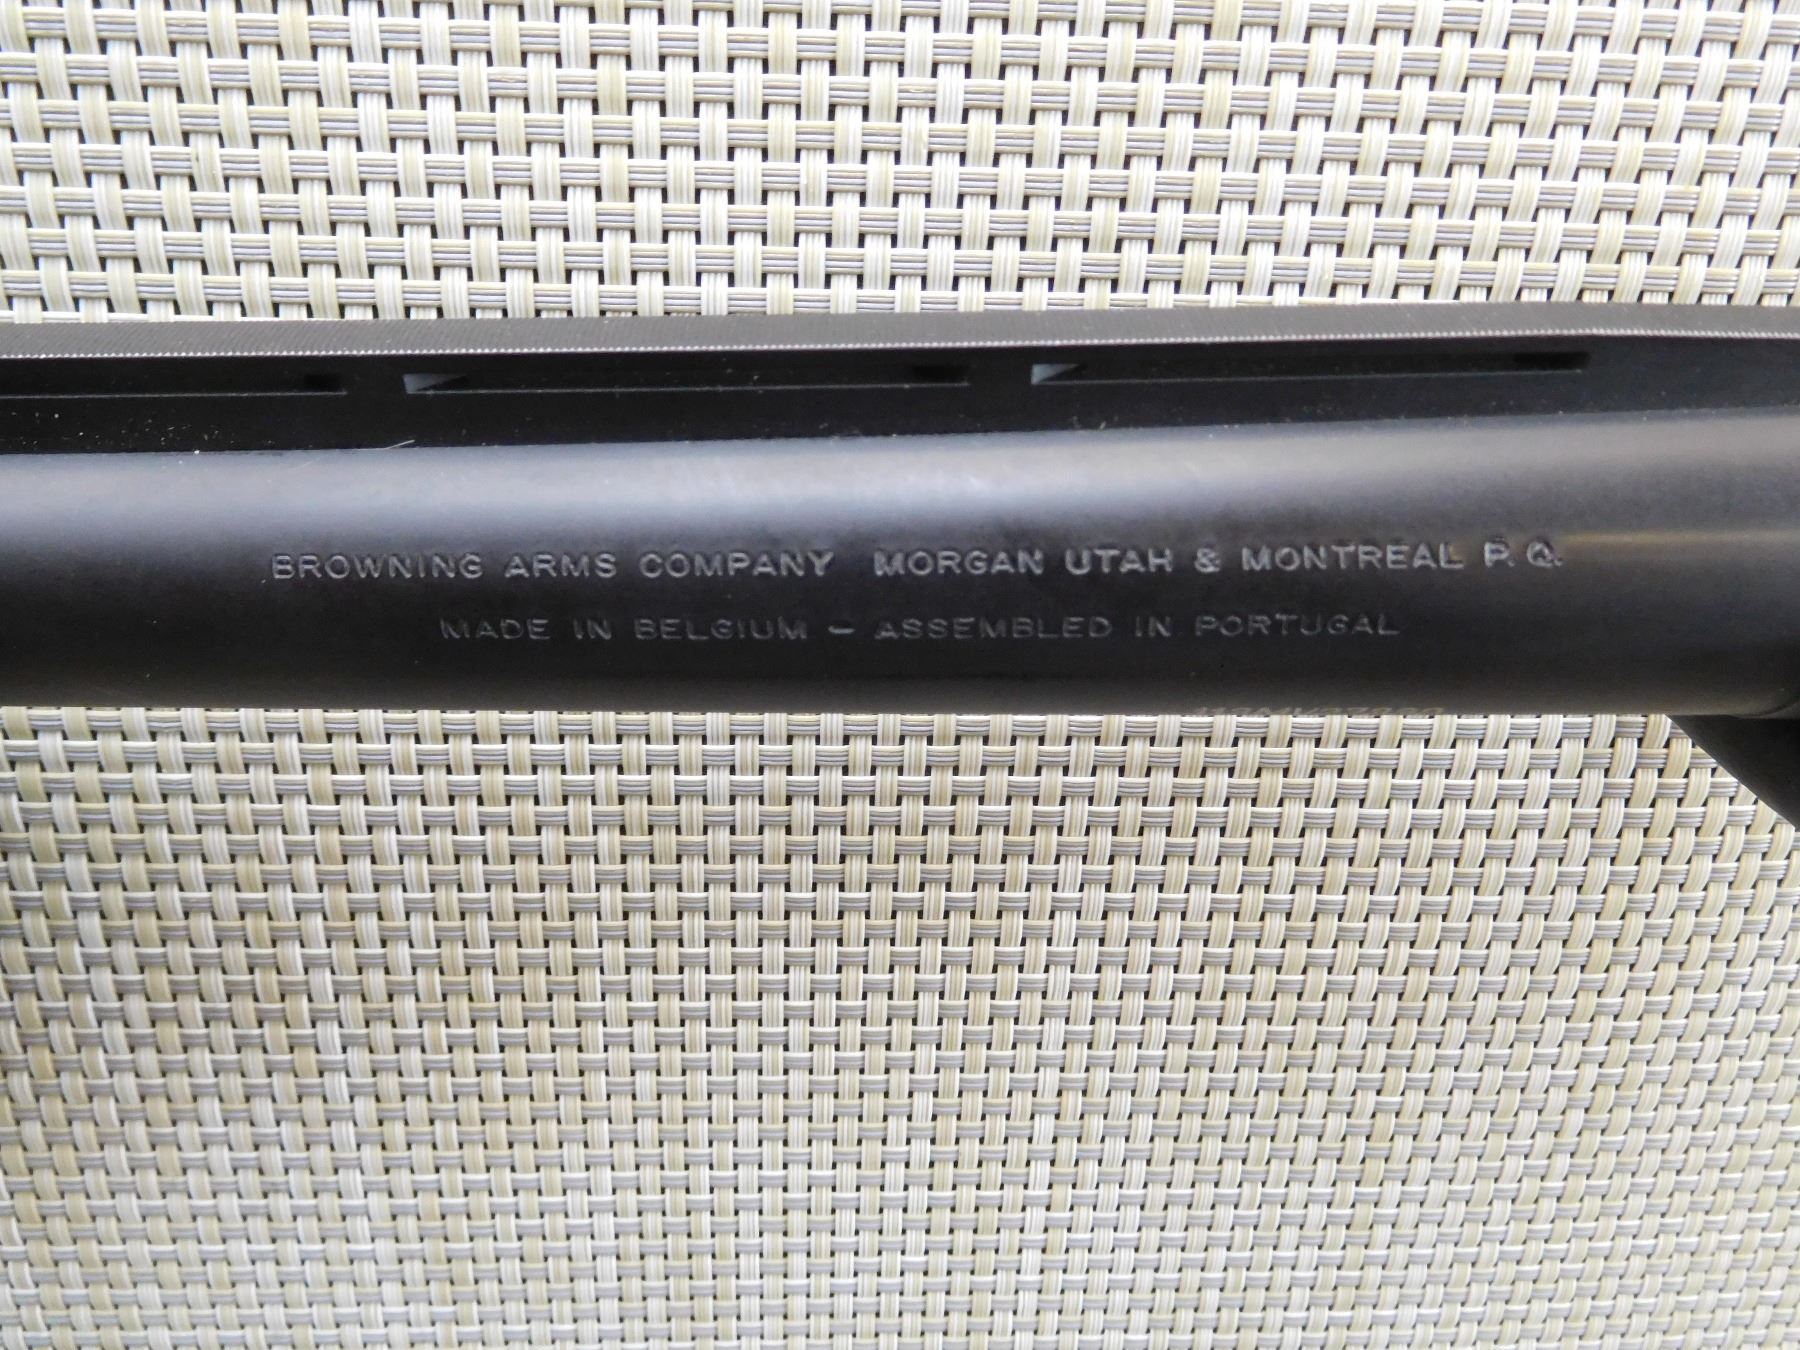 BROWNING ARMS COMPANY MORGAN UTAH & MONTREAL P.Q.
MADE IN BELGIUM – ASSEMBLED IN PORTUGAL